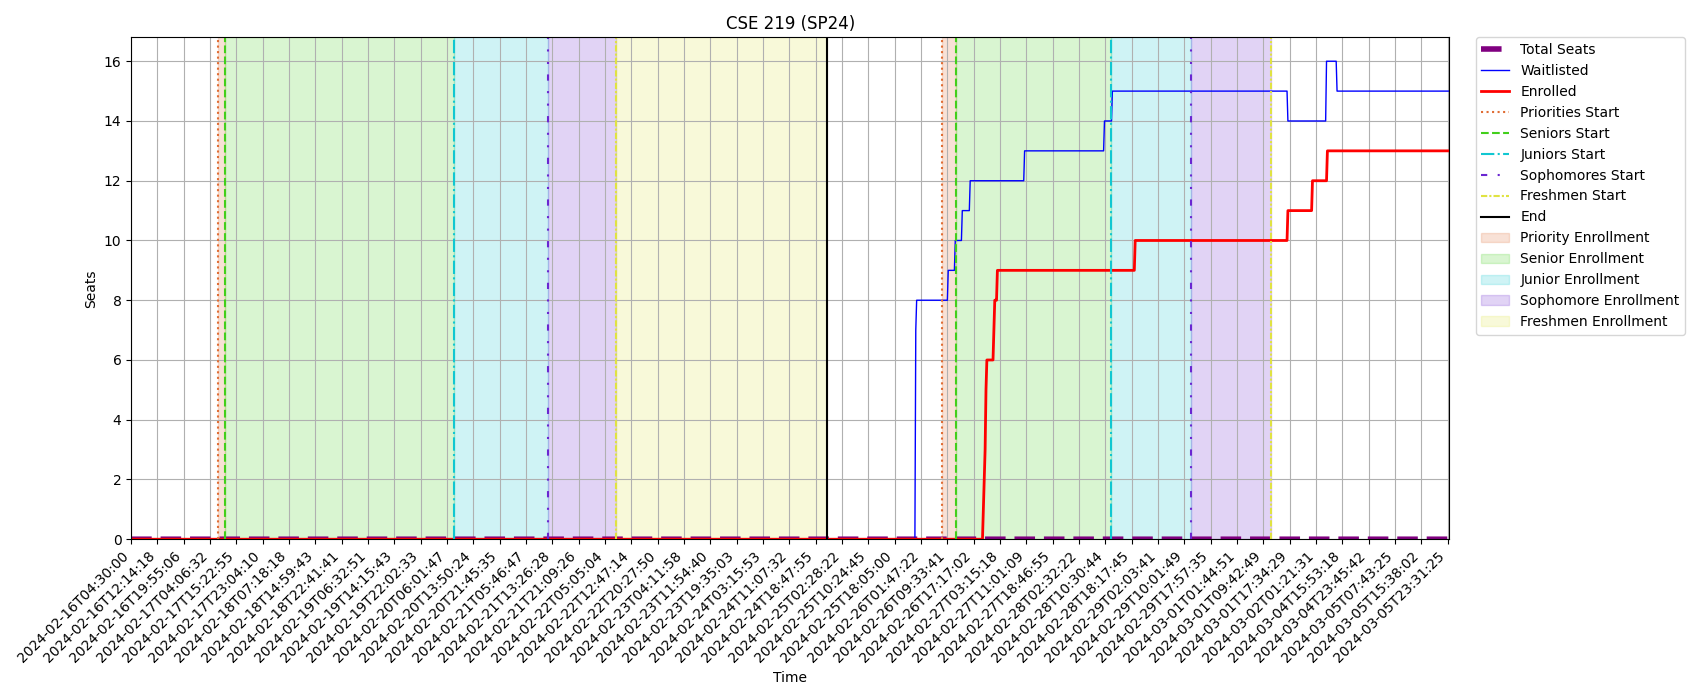 CSE 219 (SP24)
Seats
16
14
12
10
8
6
4
2
0
2024-02-16T04:30:00
2024-02-16T12:14:18
2024-02-16T19:55:06
2024-02-17T04:06:32
2024-02-17T15:22:55
2024-02-17T23:04:10
2024-02-18T07:18:18
2024-02-18T14:59:43
2024-02-18T22:41:41
2024-02-19T06:32:51
2024-02-19T14:15:43
2024-02-19T22:02:33
2024-02-20T06:01:47
2024-02-20T13:50:24
2024-02-20T21:45:35
2024-02-21T05:46:47
2024-02-21T13:26:28
2024-02-21T21:09:26
2024-02-22T05:05:04
2024-02-22T12:47:14
2024-02-22T20:27:50
2024-02-23T04:11:58
2024-02-23T11:54:40
2024-02-23T19:35:03
2024-02-24T03:15:53
2024-02-24T11:07:32
2024-02-24T18:47:55
2024-02-25T02:28:22
2024-02-25T10:24:45
2024-02-25T18:05:00
2024-02-26T01:47:22
2024-02-26T09:33:41
2024-02-26T17:17:02
2024-02-27T03:15:18
2024-02-27T11:01:09
2024-02-27T18:46:55
2024-02-28T02:32:22
2024-02-28T10:30:44
2024-02-28T18:17:45
2024-02-29T02:03:41
2024-02-29T10:01:49
2024-02-29T17:57:35
2024-03-01T01:44:51
2024-03-01T09:42:49
2024-03-01T17:34:29
2024-03-02T01:21:31
2024-03-04T15:53:18
2024-03-04T23:45:42
2024-03-05T07:43:25
2024-03-05T15:38:02
2024-03-05T23:31:25
Time
Total Seats
Waitlisted
Enrolled
Priorities Start
Seniors Start
Juniors Start
Sophomores Start
Freshmen Start
End
Priority Enrollment
Senior Enrollment
Junior Enrollment
Sophomore Enrollment
Freshmen Enrollment